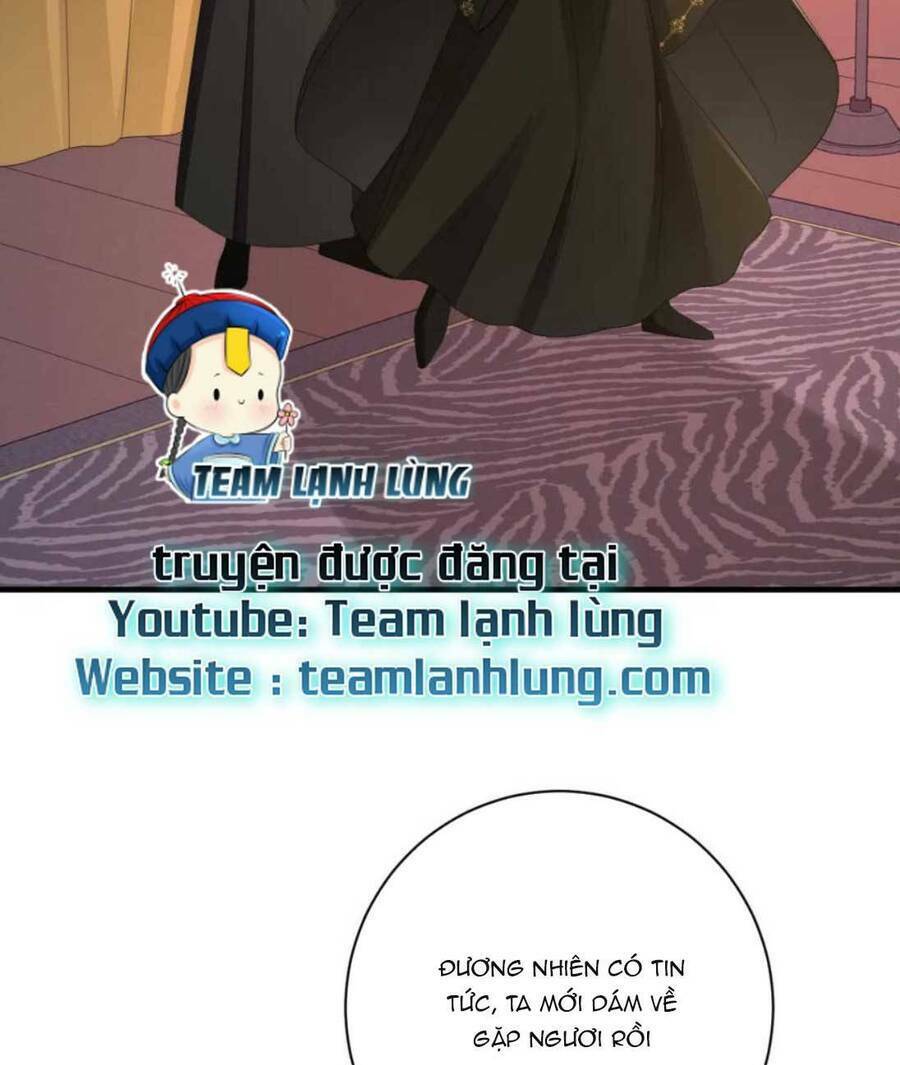 TEAM LẠNH LÙNG
truyện được đăng tại
Youtube: Team lạnh lùng
Website : teamlanhlung.com
ĐƯƠNG NHIÊN CÓ TIN
TỨC, TA MỚI DÁM VỀ
GẶP NGƯƠI RỒI